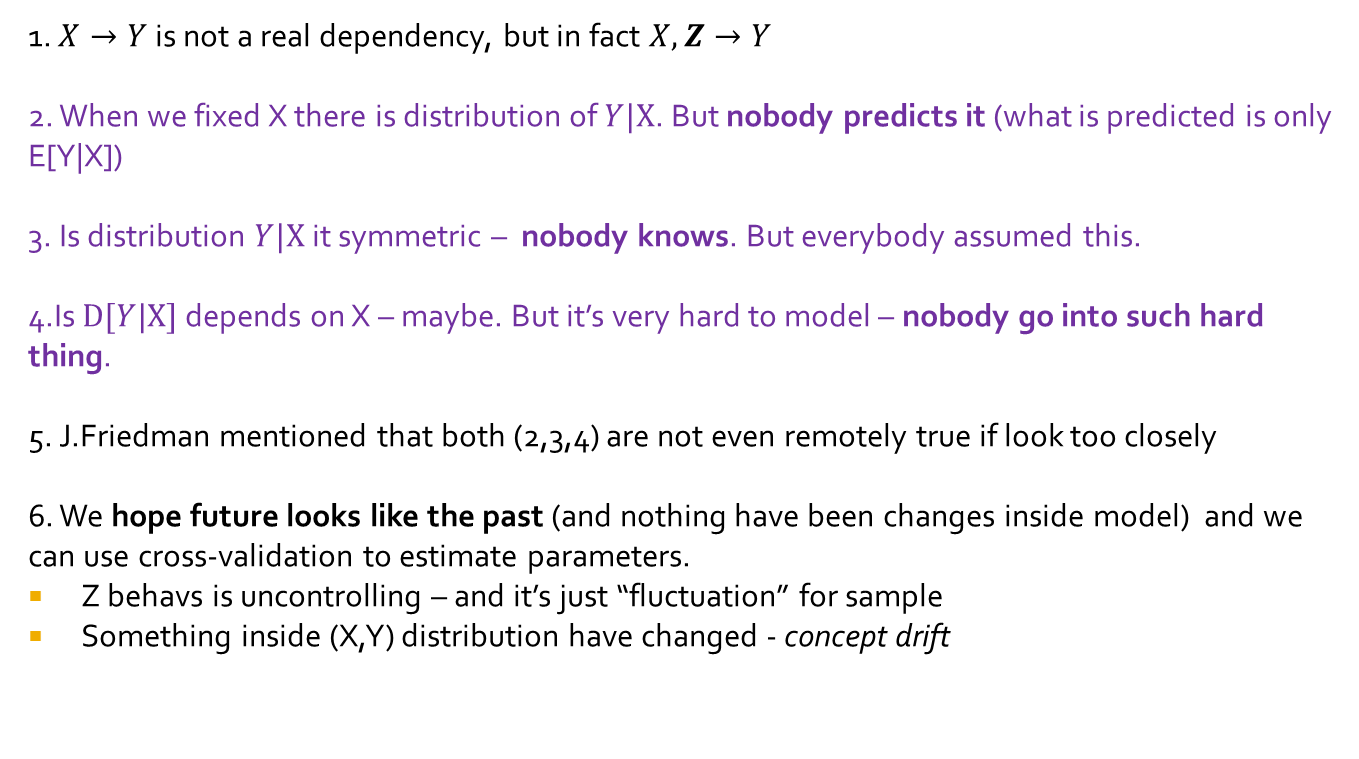 1. X → Y is not a real dependency, but in fact X, Z → Y
2. When we fixed X there is distribution of Y|X. But nobody predicts it (what is predicted is only
E[Y|X])
3. Is distribution Y|X it symmetric – nobody knows. But everybody assumed this.
4.Is D[Y|X] depends on X – maybe. But it’s very hard to model – nobody go into such hard
thing.
5. J.Friedman mentioned that both (2,3,4) are not even remotely true if look too closely
6. We hope future looks like the past (and nothing have been changes inside model) and we
can use cross-validation to estimate parameters.
▪ Z behavs is uncontrolling – and it’s just “fluctuation” for sample
▪ Something inside (X,Y) distribution have changed - concept drift